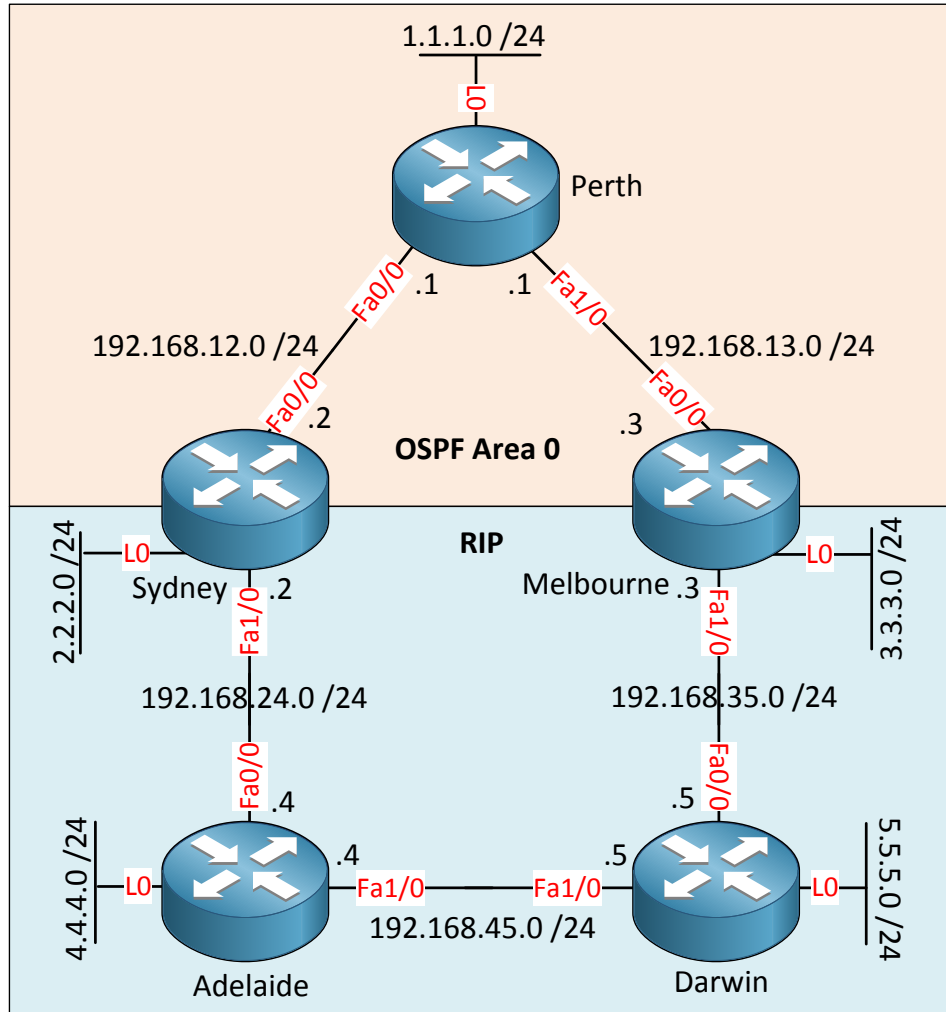 1.1.1.0 /24
L0
Perth
Fa0/0
.1
.1
Fa1/0
192.168.12.0 /24
192.168.13.0 /24
Fa0/0
.2
.3
Fa0/0
OSPF Area 0
RIP
2.2.2.0 /24
L0
Sydney
.2
Fa1/0
Melbourne
.3
Fa1/0
L0
3.3.3.0 /24
192.168.24.0 /24
192.168.35.0 /24
Fa0/0
.4
.5
Fa0/0
4.4.4.0 /24
L0
.4
Fa1/0
Fa1/0
.5
L0
5.5.5.0 /24
192.168.45.0 /24
Adelaide
Darwin